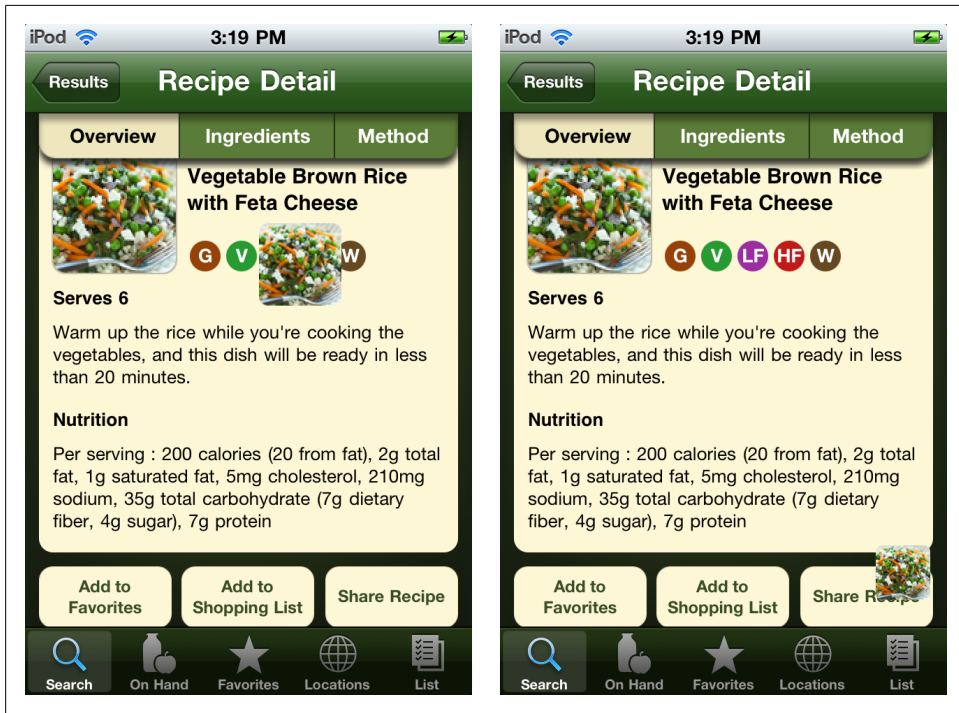 iPod
3:19 PM
Results
Recipe Detail
Overview
Ingredients
Method
Vegetable Brown Rice
with Feta Cheese
G
V
W
Serves 6
Warm up the rice while you're cooking the
vegetables, and this dish will be ready in less
than 20 minutes.
Nutrition
Per serving : 200 calories (20 from fat), 2g total
fat, 1g saturated fat, 5mg cholesterol, 210mg
sodium, 35g total carbohydrate (7g dietary
fiber, 4g sugar), 7g protein
Add to
Favorites
Add to
Shopping List
Share Recipe
Search
On Hand
Favorites
Locations
List
iPod
3:19 PM
Results
Recipe Detail
Overview
Ingredients
Method
Vegetable Brown Rice
with Feta Cheese
G
V
LF
HF
W
Serves 6
Warm up the rice while you're cooking the
vegetables, and this dish will be ready in less
than 20 minutes.
Nutrition
Per serving : 200 calories (20 from fat), 2g total
fat, 1g saturated fat, 5mg cholesterol, 210mg
sodium, 35g total carbohydrate (7g dietary
fiber, 4g sugar), 7g protein
Add to
Favorites
Add to
Shopping List
Share Recipe
Search
On Hand
Favorites
Locations
List